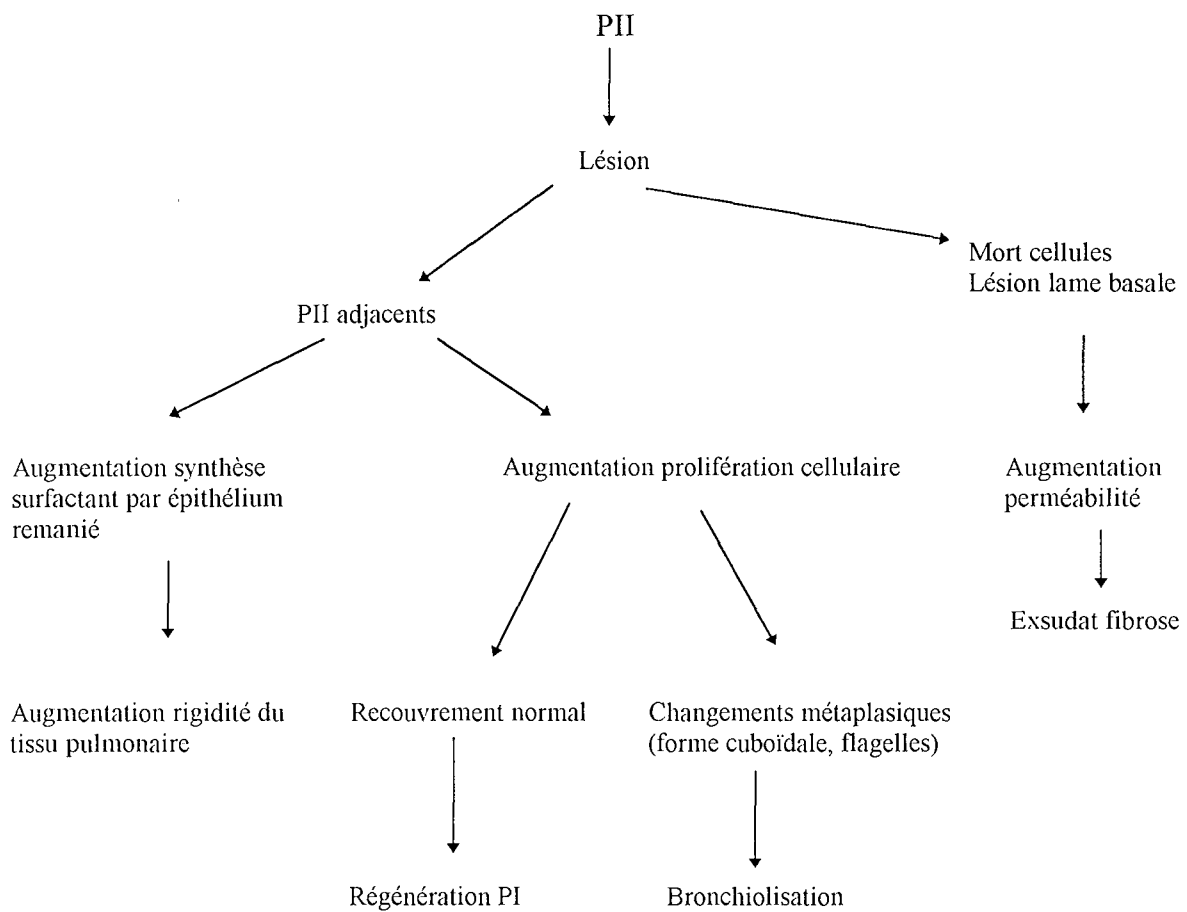 PII
Lésion
Mort cellules
Lésion lame basale
PII adjacents
Augmentation synthèse
surfactant par épithélium
remanié
Augmentation prolifération cellulaire
Augmentation
perméabilité
Exsudat fibrose
Augmentation rigidité du
tissu pulmonaire
Recouvrement normal
Changements métaplasiques
(forme cuboïdale, flagelles)
Régénération PI
Bronchiolisation